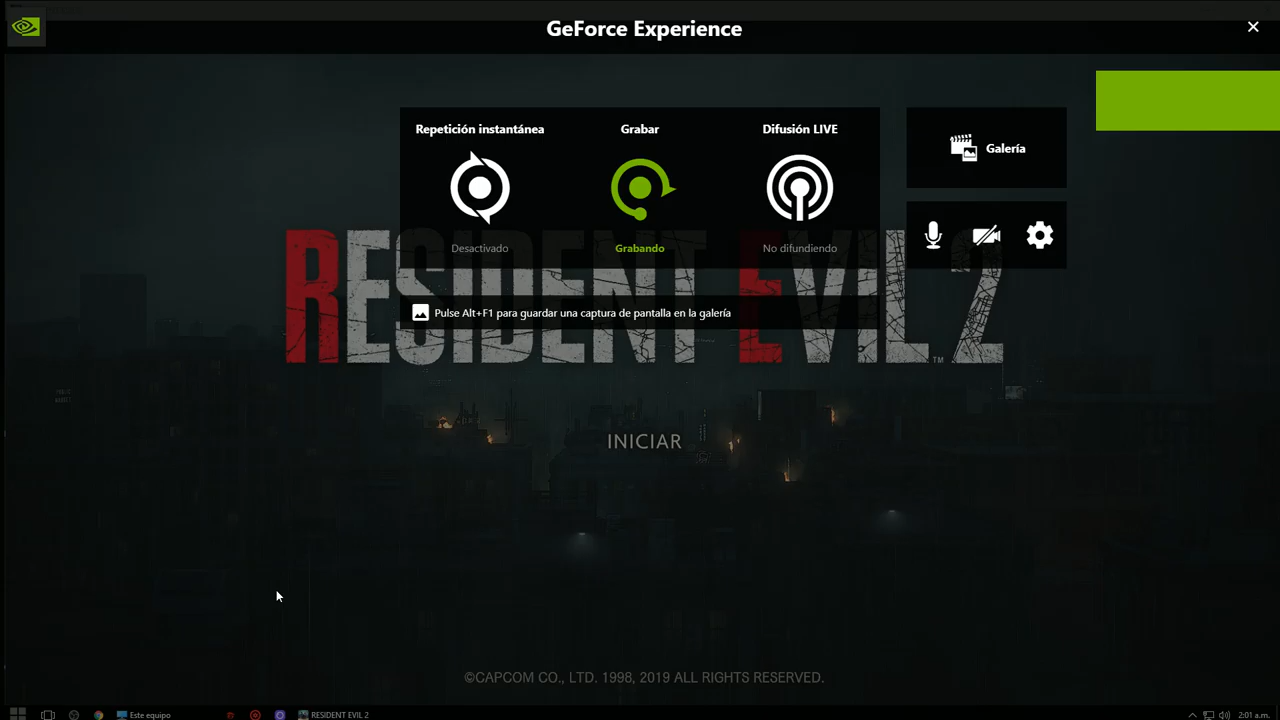 GeForce Experience
Repetición instantánea
Grabar
Difusión LIVE
Galería
Desactivado
Grabando
No difundiendo
RESIDENT EVIL 2
TM
Pulse Alt+F1 para guardar una captura de pantalla en la galería
INICIAR
©CAPCOM CO., LTD. 1998, 2019 ALL RIGHTS RESERVED.
Este equipo
RESIDENT EVIL 2
2:01 a.m.